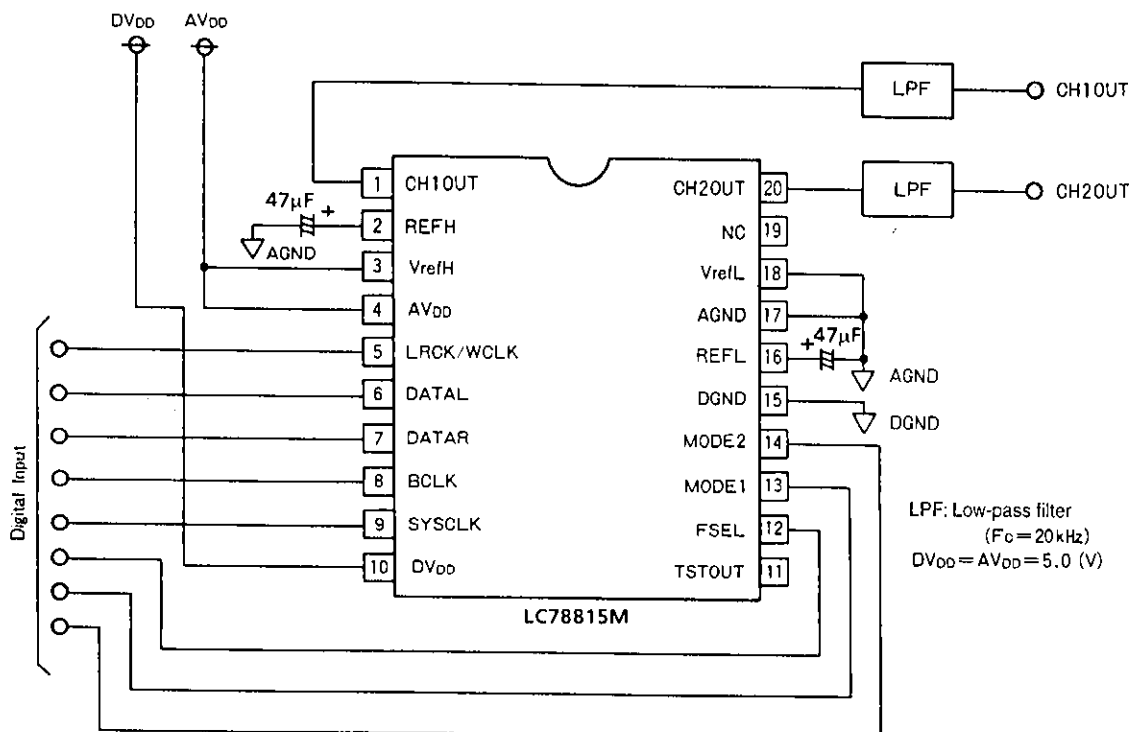 DVDD
AVDD
LPF
CH1OUT
LPF
CH2OUT
1
CH1OUT
47μF
+
2
REFH
AGND
3
VrefH
4
AVDD
5
LRCK/WCLK
6
DATAL
7
DATAR
8
BCLK
9
SYSCLK
10
DVDD
CH2OUT
20
NC
19
VrefL
18
AGND
17
REFL
16
+
47μF
AGND
DGND
15
DGND
MODE2
14
MODE1
13
FSEL
12
TSTOUT
11
LC78815M
Digital Input
LPF: Low-pass filter
(Fc=20kHz)
DVDD=AVDD=5.0 (V)